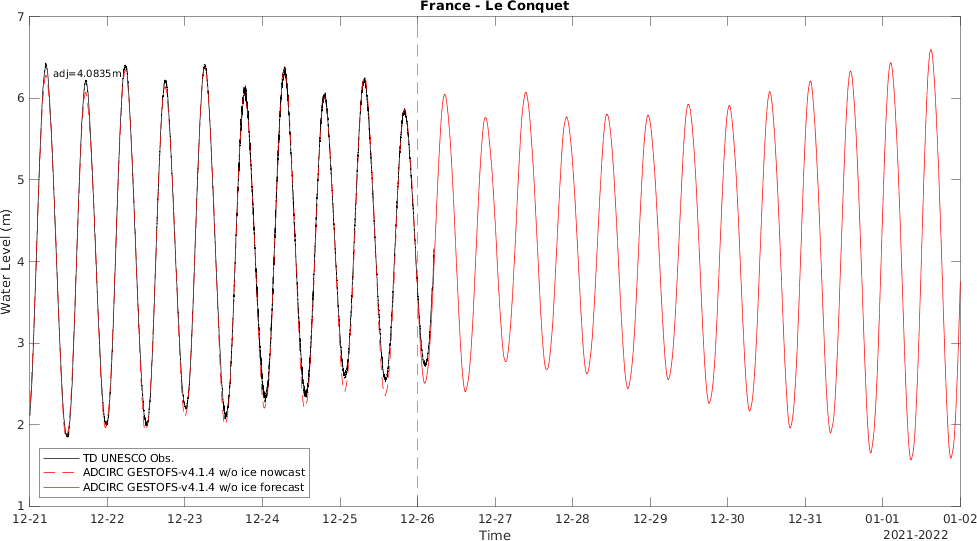 France - Le Conquet
7
6
5
4
3
2
1
Water Level (m)
adj=4.0835m
TD UNESCO Obs.
ADCIRC GESTOFS-v4.1.4 w/o ice nowcast
ADCIRC GESTOFS-v4.1.4 w/o ice forecast
12-21 12-22 12-23 12-24 12-25 12-26 12-27 12-28 12-29 12-30 12-31 01-01 01-02
Time
2021-2022